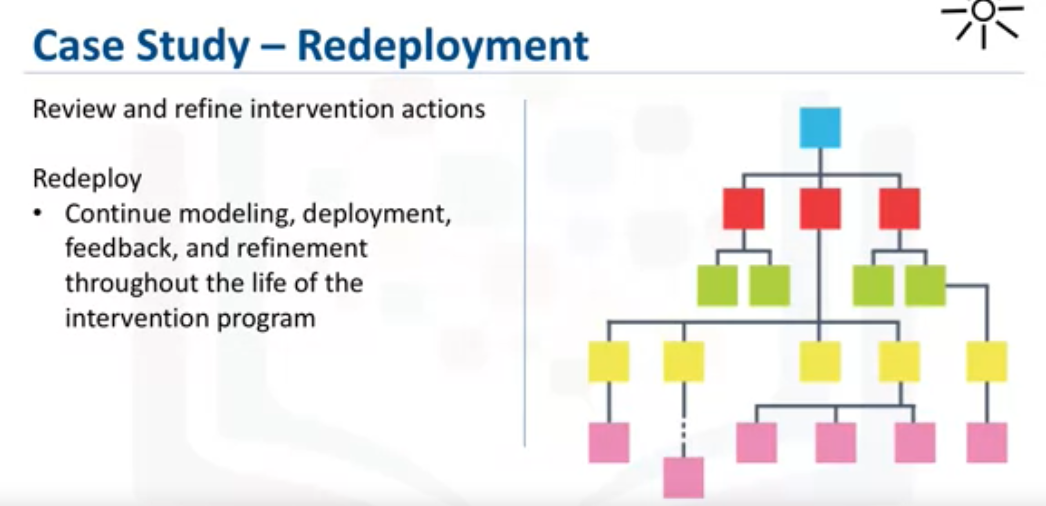 Case Study – Redeployment
Review and refine intervention actions
Redeploy
• Continue modeling, deployment,
feedback, and refinement
throughout the life of the
intervention program